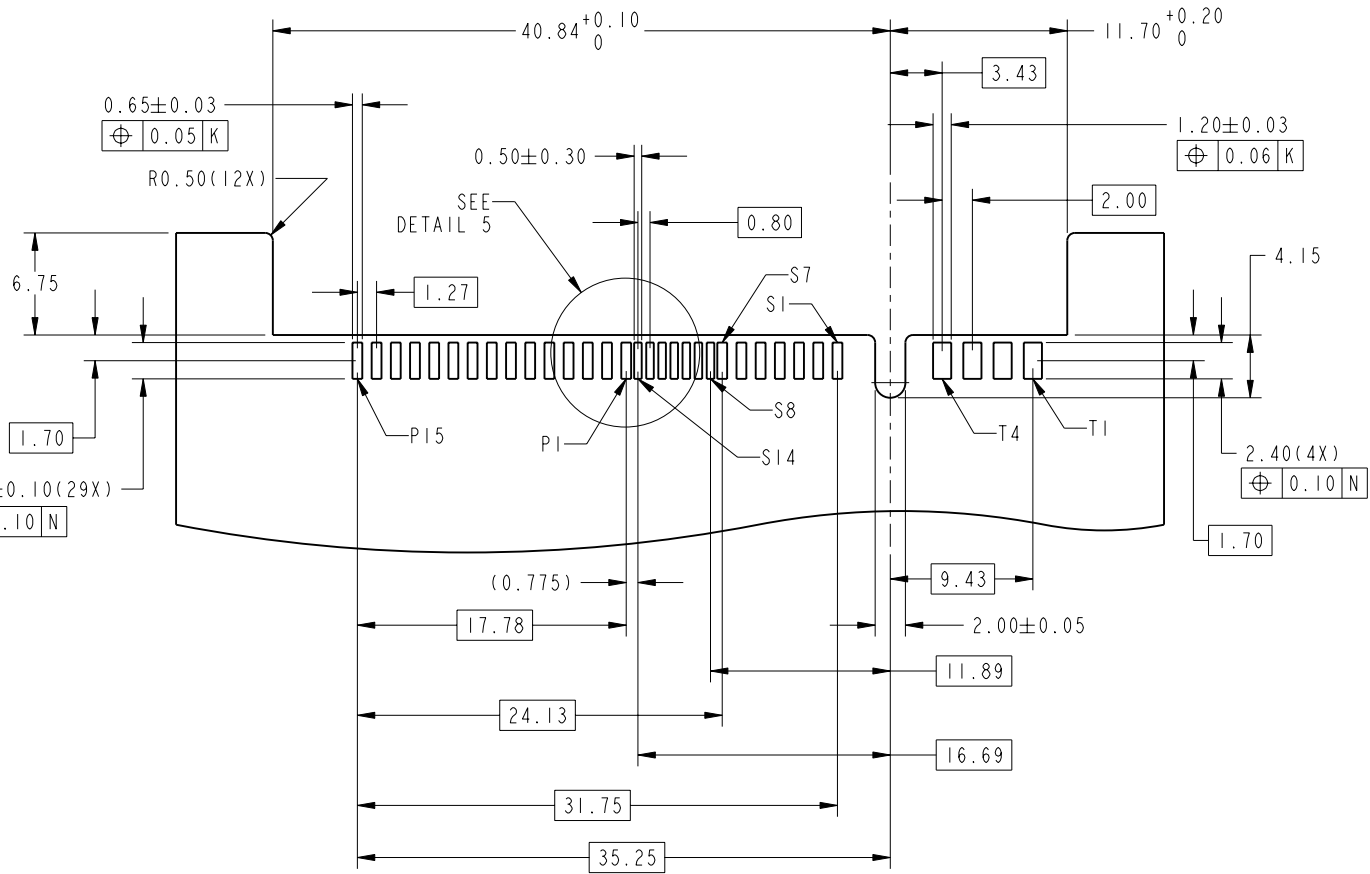 40.84 +0.10 0
11.70 +0.20 0
3.43
0.65±0.03
⌖ 0.05 K
1.20±0.03
⌖ 0.06 K
0.50±0.30
R0.50(12X)
SEE
DETAIL 5
2.00
0.80
6.75
4.15
S7
1.27
S1
S8
1.70
P15
P1
S14
T4
T1
2.40(4X)
⌖ 0.10 N
±0.10(29X)
.10 N
1.70
(0.775)
9.43
17.78
2.00±0.05
11.89
24.13
16.69
31.75
35.25